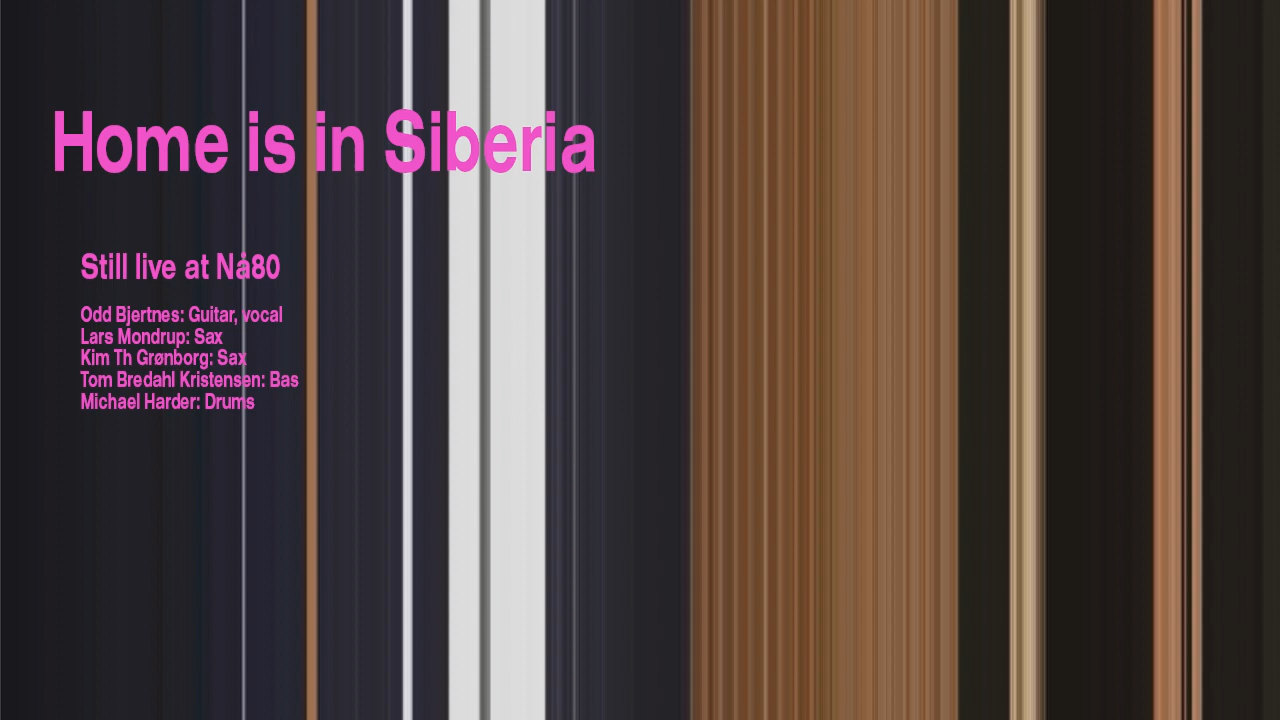 Home is in Siberia
Still live at Nå80
Odd Bjertnes: Guitar, vocal
Lars Mondrup: Sax
Kim Th Grønborg: Sax
Tom Bredahl Kristensen: Bas
Michael Harder: Drums